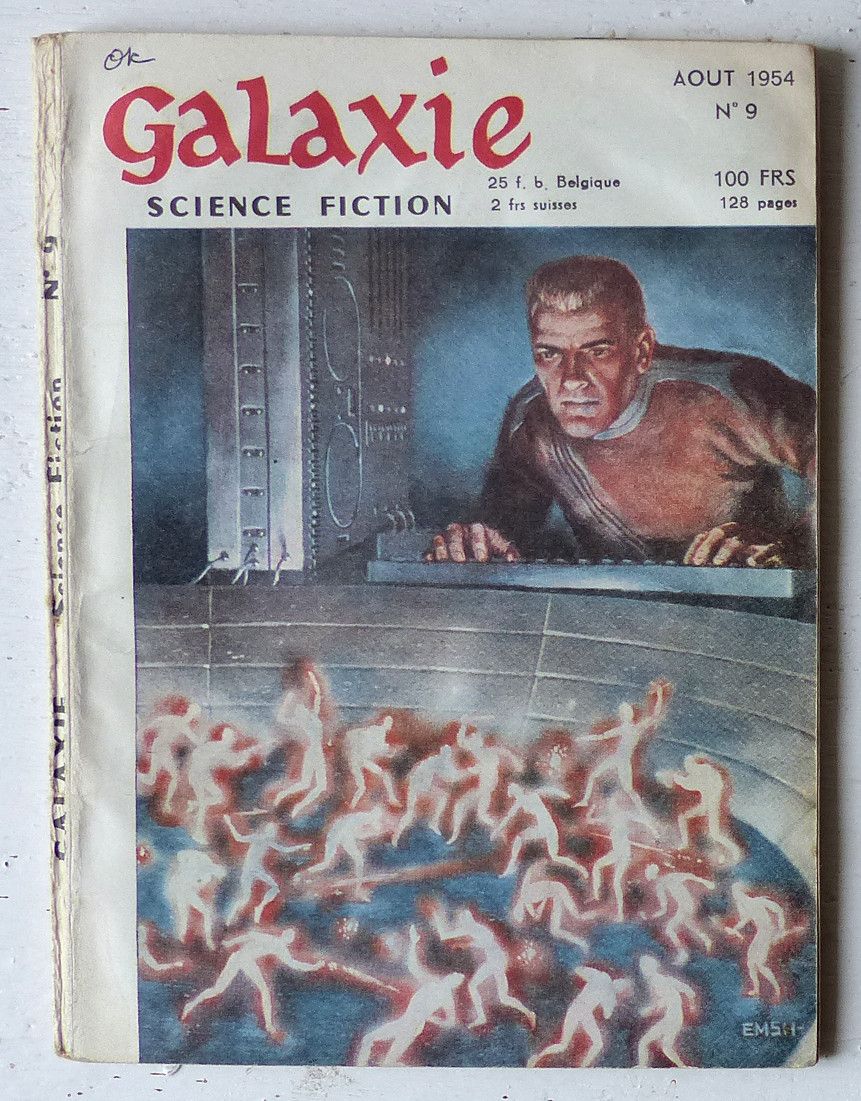 OK
Galaxie
SCIENCE FICTION
AOUT 1954
N° 9
25 f. b. Belgique
2 frs suisses
100 FRS
128 pages
GALAXIE Science Fiction N° 9
EMSH-